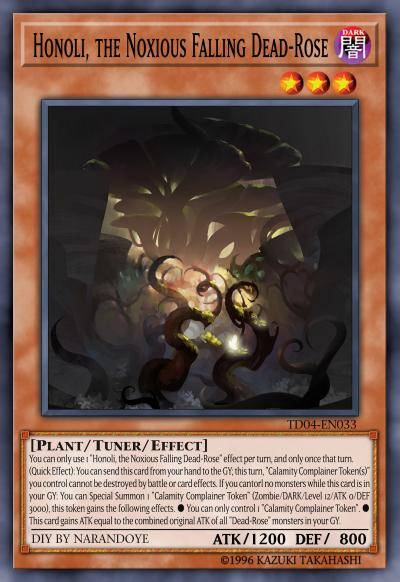 Honoli, the Noxious Falling Dead-Rose
DARK
闇
TD04-EN033
[Plant/Tuner/Effect]
You can only use 1 "Honoli, the Noxious Falling Dead-Rose" effect per turn, and only once that turn.
(Quick Effect): You can send this card from your hand to the GY; this turn, "Calamity Complainer Token(s)"
you control cannot be destroyed by battle or card effects. If you cantorl no monsters while this card is in
your GY: You can Special Summon 1 "Calamity Complainer Token" (Zombie/DARK/Level 12/ATK 0/DEF
3000), this token gains the following effects. ● You can only control 1 "Calamity Complainer Token". ●
This card gains ATK equal to the combined original ATK of all "Dead-Rose" monsters in your GY.
DIY BY NARANDOYE
ATK/1200 DEF/ 800
©1996 KAZUKI TAKAHASHI